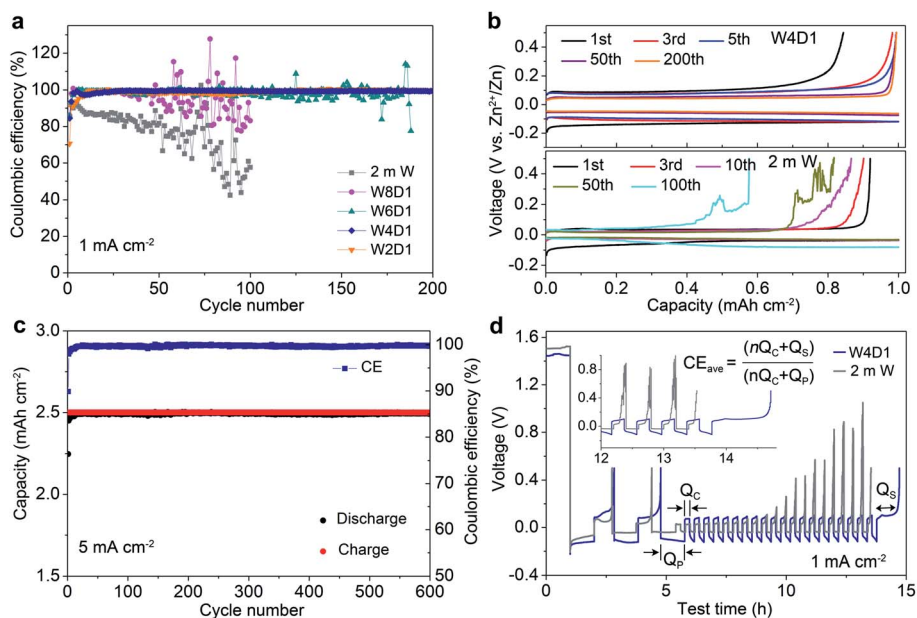 a
Coulombic efficiency (%)
120
100
80
60
40
20
0
2 m W
W8D1
W6D1
W4D1
W2D1
1 mA cm-2
0 50 100 150 200
Cycle number
b
Voltage (V vs. Zn2+/Zn)
0.4
0.2
0.0
-0.2
1st 3rd 5th W4D1
50th 200th
0.4
0.2
0.0
-0.2
1st 3rd 10th 2 m W
50th 100th
0.0 0.2 0.4 0.6 0.8 1.0
Capacity (mAh cm-2)
c
Capacity (mAh cm-2)
3.0
2.5
2.0
1.5
CE
Discharge
Charge
5 mA cm-2
100
90
80
70
60
50
Coulombic efficiency (%)
0 100 200 300 400 500 600
Cycle number
d
Voltage (V)
1.6
1.2
0.8
0.4
0.0
-0.4
0.8
0.4
0.0
12 13 14
CEave = (nQC+QS)
(nQC+QP)
W4D1
2 m W
QC
QP
QS
1 mA cm-2
0 5 10 15
Test time (h)